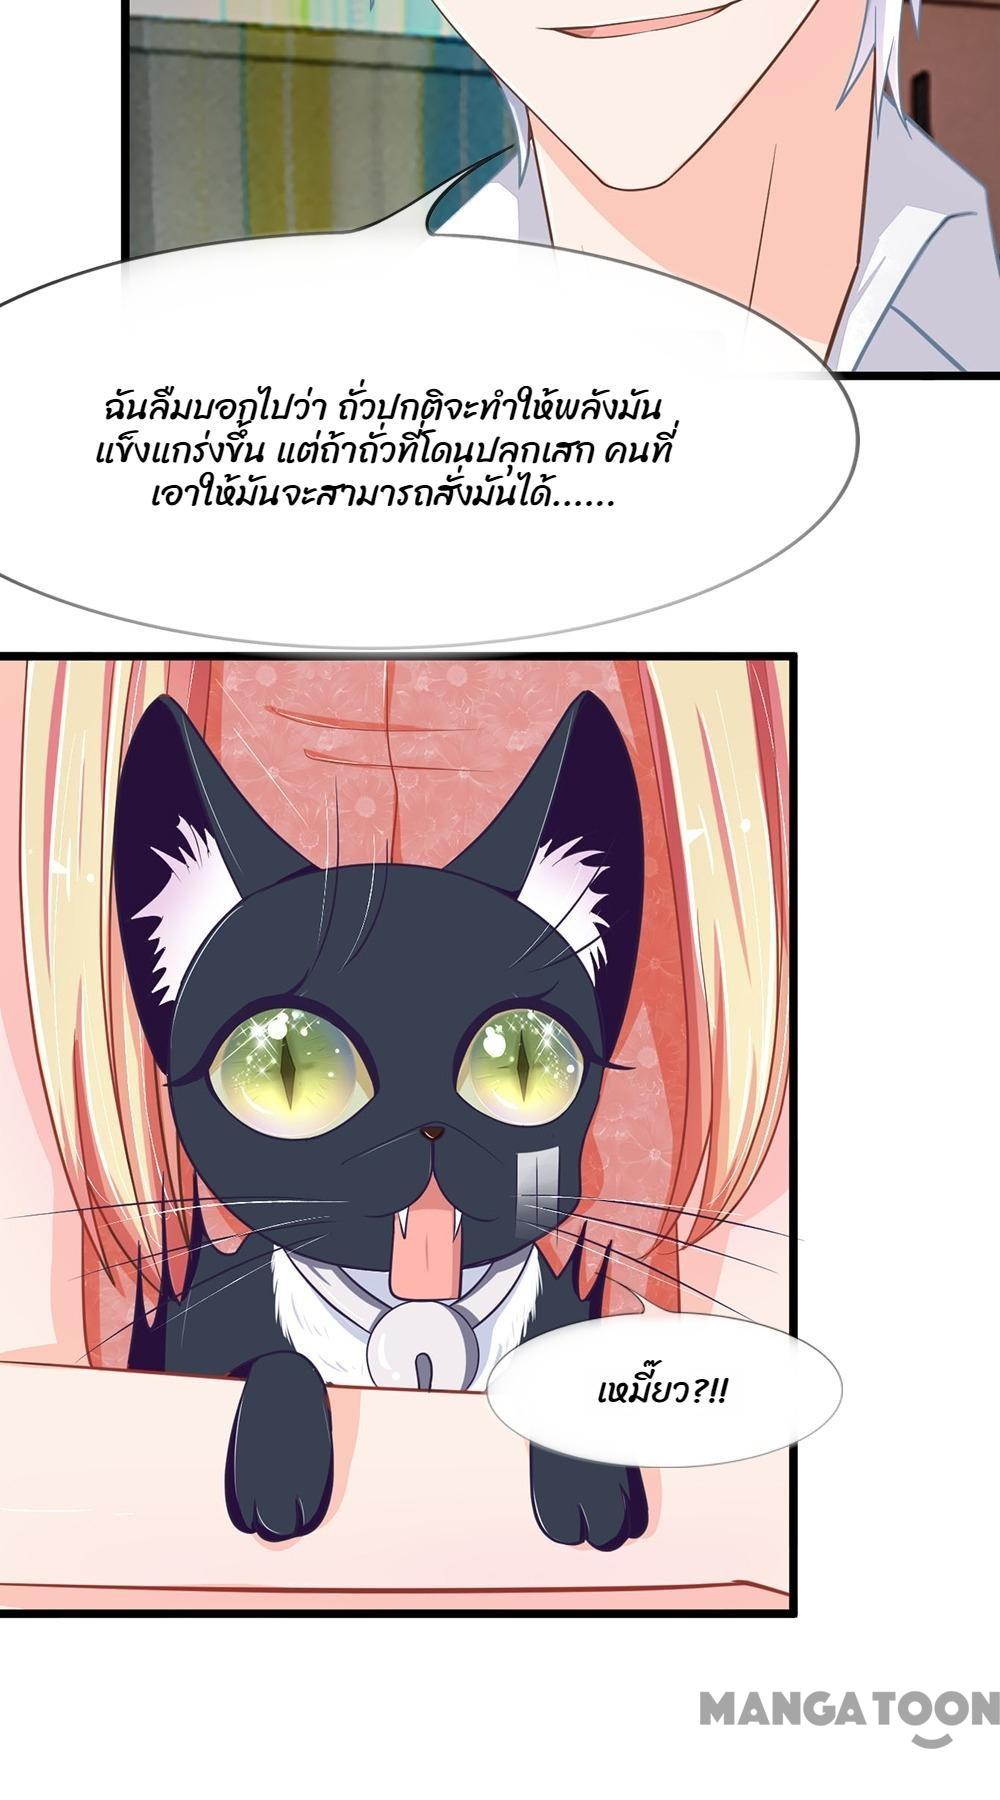 ฉันลืมบอกไปว่า ถั่วปกติจะทำให้พลังมัน
แข็งแกร่งขึ้น แต่ถ้าถั่วที่โดนปลุกเสก คนที่
เอาให้มันจะสามารถสั่งมันได้......
เหมี๊ยว?!!
MANGATOON